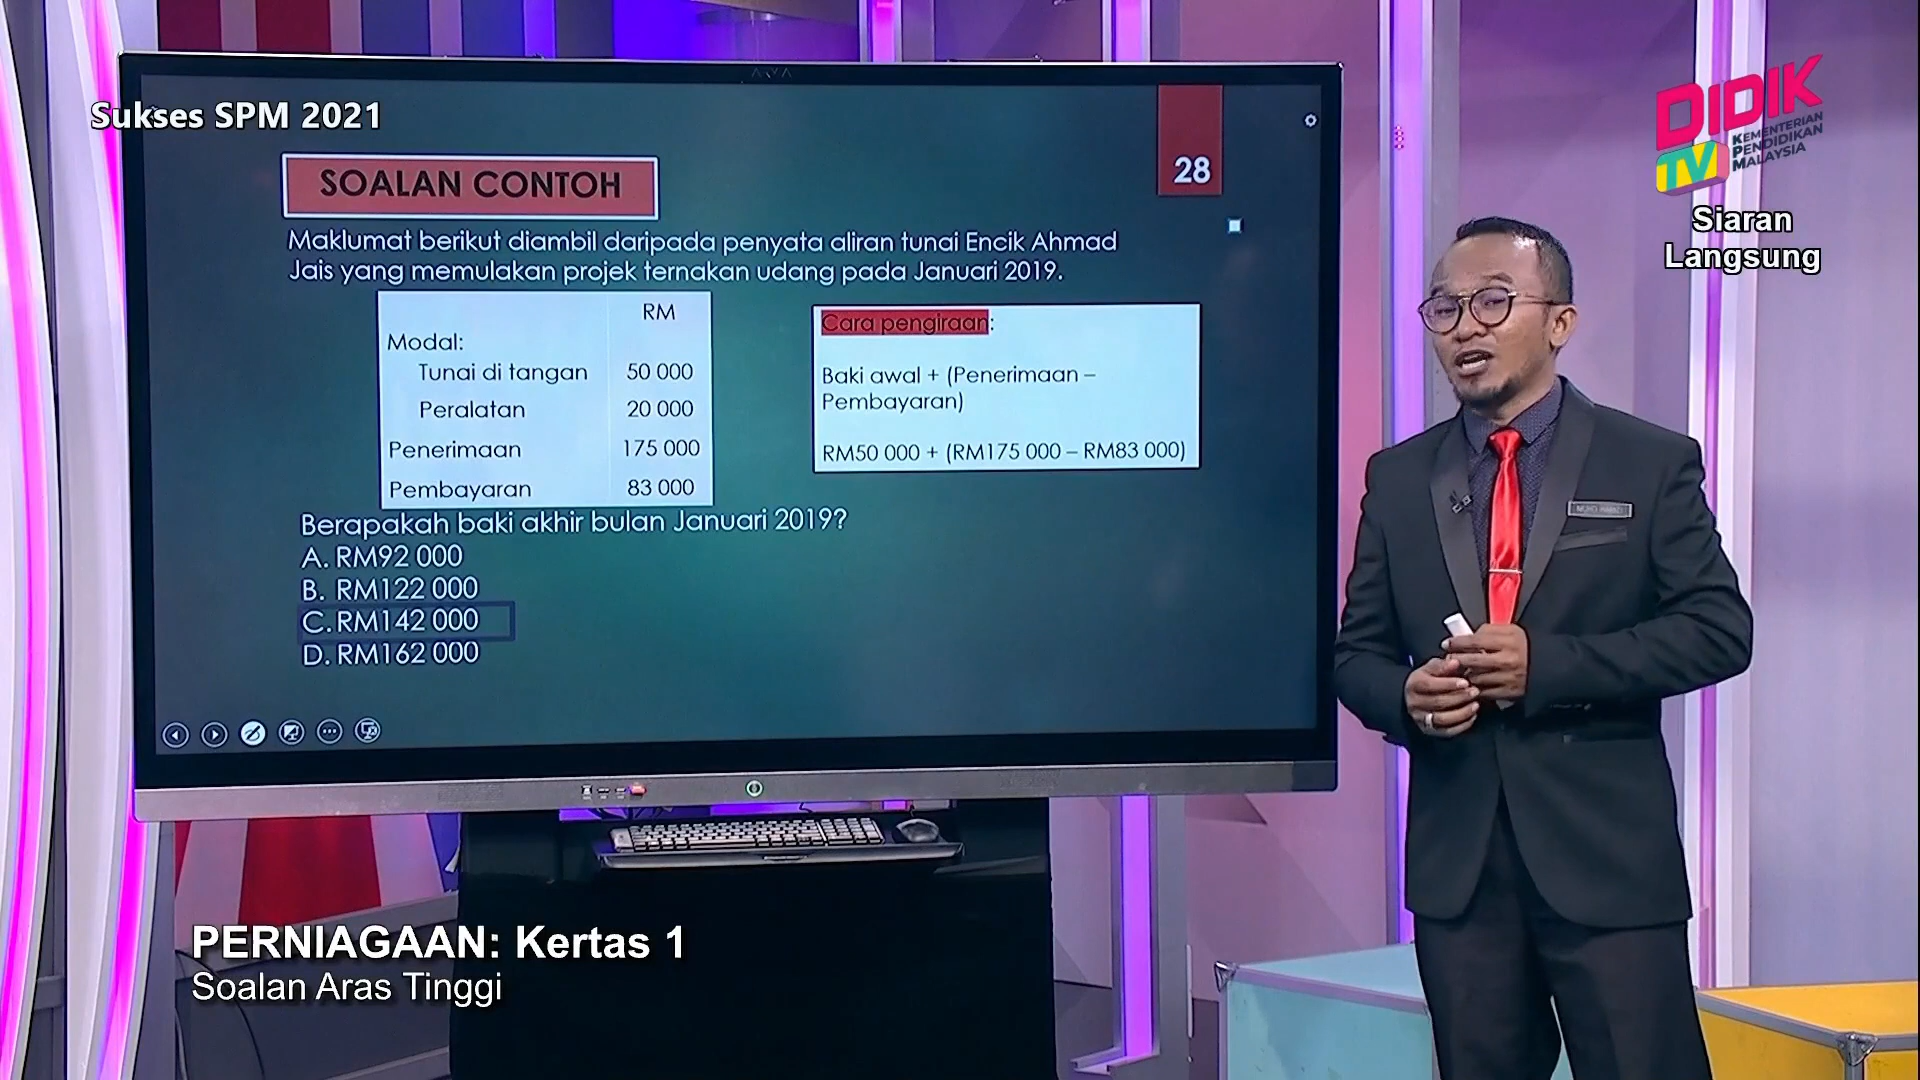 Sukses SPM 2021
DIDIK
TV
KEMENTERIAN
PENDIDIKAN
MALAYSIA
Siaran
Langsung
28
SOALAN CONTOH
Maklumat berikut diambil daripada penyata aliran tunai Encik Ahmad
Jais yang memulakan projek ternakan udang pada Januari 2019.
RM
Modal:
Tunai di tangan 50 000
Peralatan 20 000
Penerimaan 175 000
Pembayaran 83 000
Cara pengiraan:
Baki awal + (Penerimaan –
Pembayaran)
RM50 000 + (RM175 000 – RM83 000)
Berapakah baki akhir bulan Januari 2019?
A. RM92 000
B. RM122 000
C. RM142 000
D. RM162 000
PERNIAGAAN: Kertas 1
Soalan Aras Tinggi